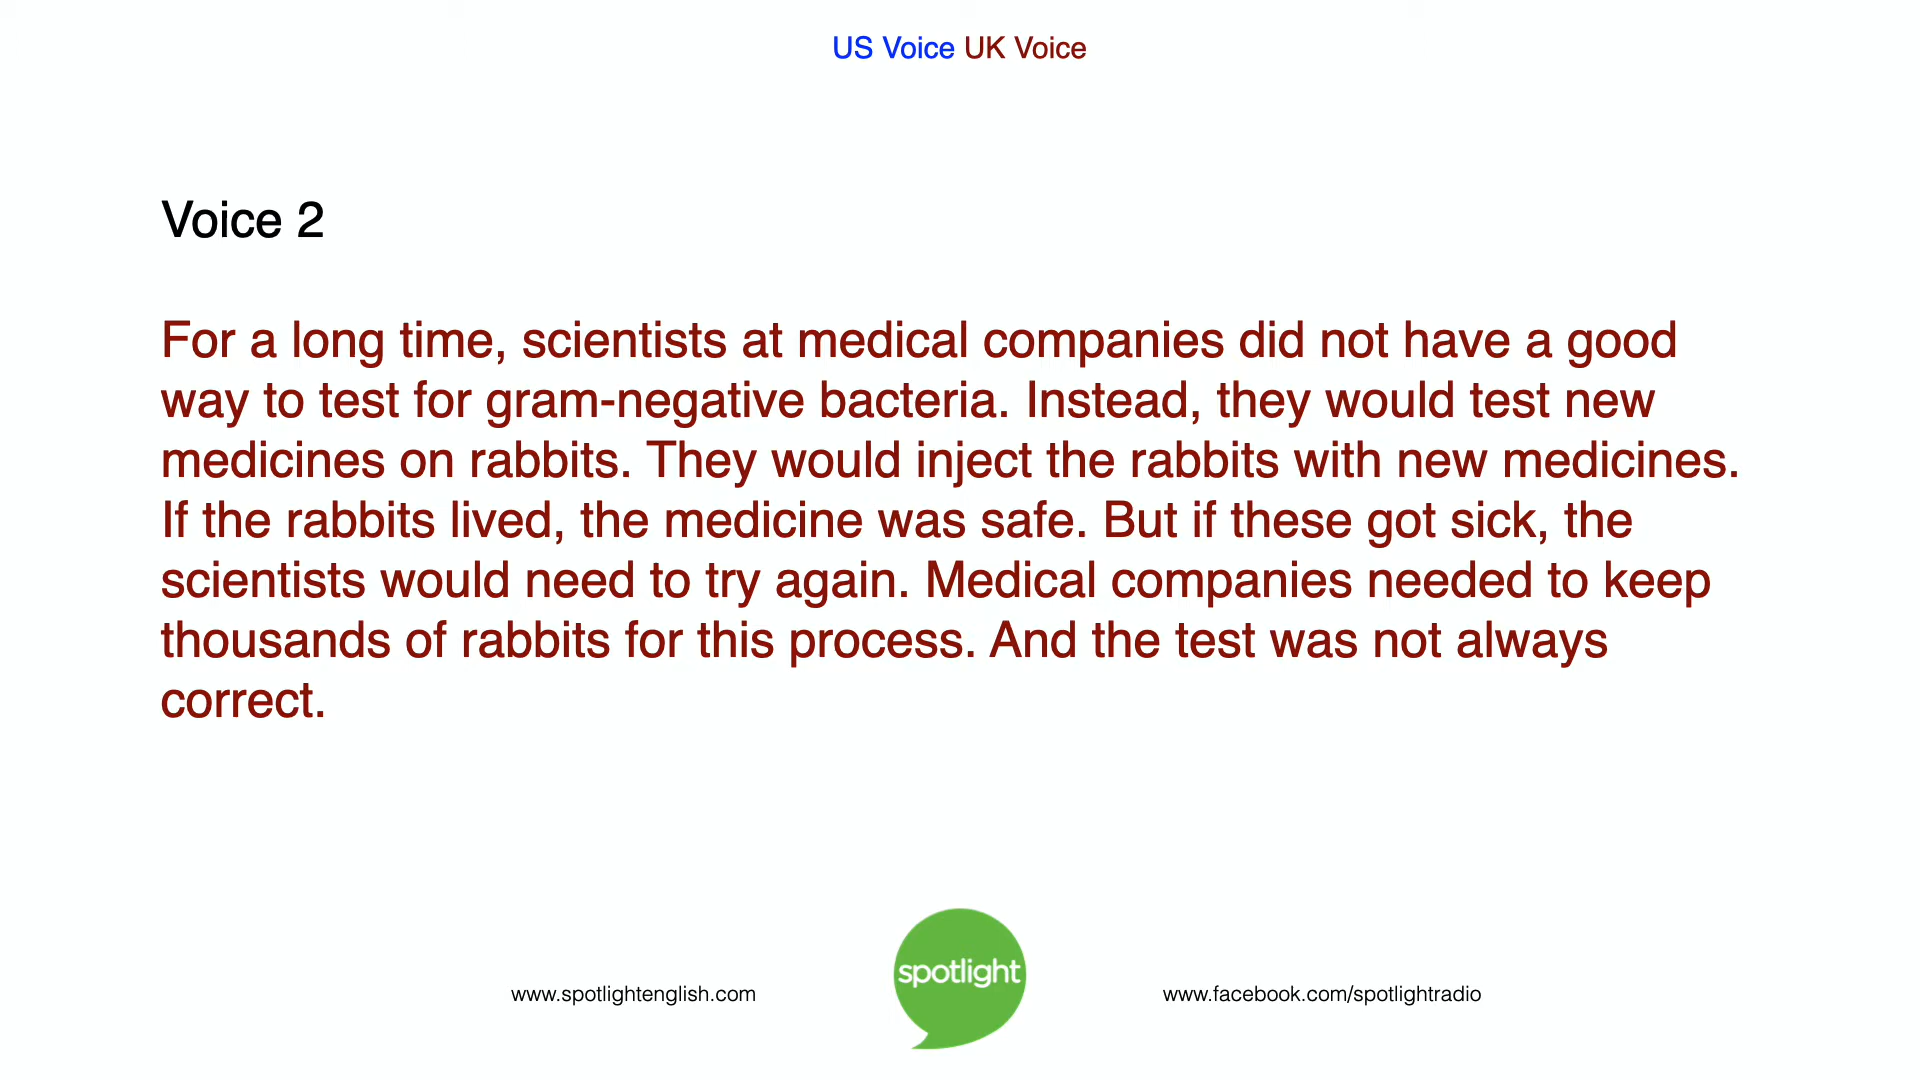 US Voice UK Voice
Voice 2
For a long time, scientists at medical companies did not have a good
way to test for gram-negative bacteria. Instead, they would test new
medicines on rabbits. They would inject the rabbits with new medicines.
If the rabbits lived, the medicine was safe. But if these got sick, the
scientists would need to try again. Medical companies needed to keep
thousands of rabbits for this process. And the test was not always
correct.
spotlight
www.spotlightenglish.com
www.facebook.com/spotlightradio